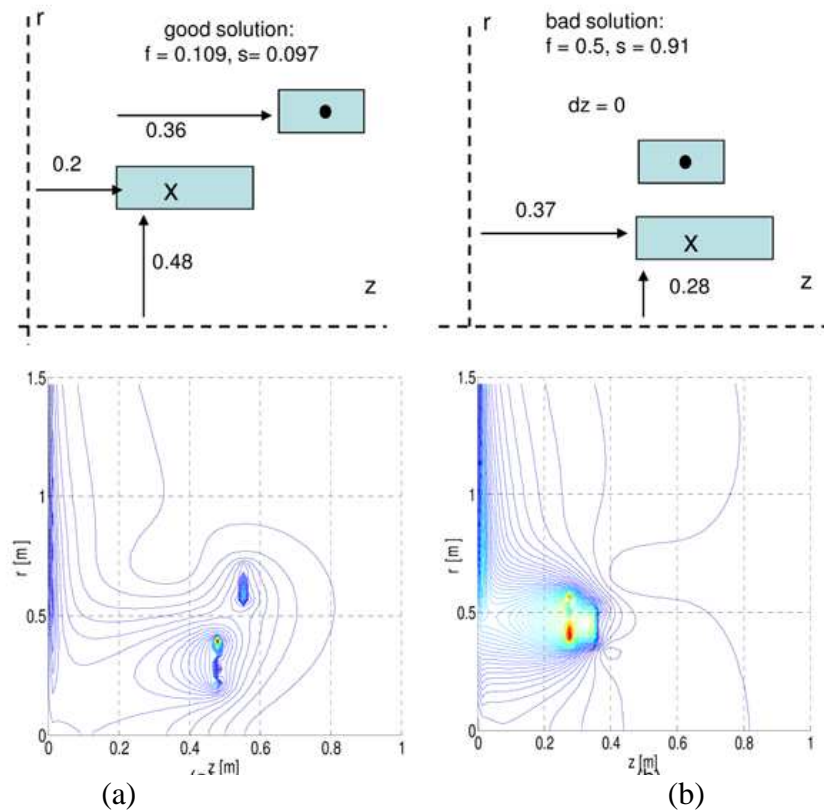 r
good solution:
f = 0.109, s= 0.097
0.36
0.2
X
0.48
z
r
bad solution:
f = 0.5, s = 0.91
dz = 0
0.37
X
0.28
z
1.5
1
0.5
0
r [m]
0 0.2 0.4 0.6 0.8 1
z [m]
(a)
1.5
1
0.5
0
r [m]
0 0.2 0.4 0.6 0.8 1
z [m]
(b)